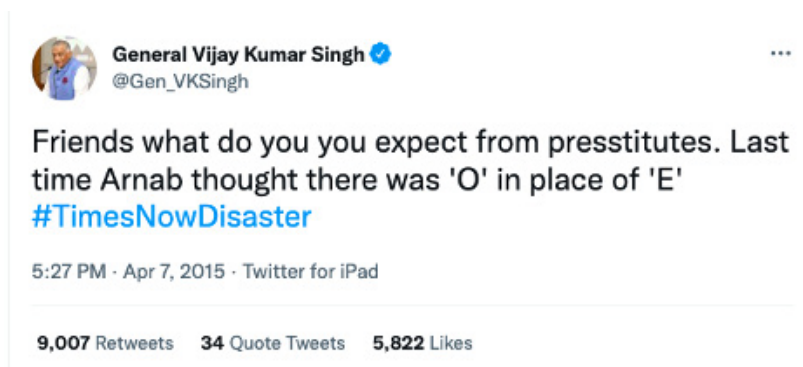 General Vijay Kumar Singh
@Gen_VKSingh
Friends what do you you expect from presstitutes. Last
time Arnab thought there was 'O' in place of 'E'
#TimesNowDisaster
5:27 PM · Apr 7, 2015 · Twitter for iPad
9,007 Retweets 34 Quote Tweets 5,822 Likes